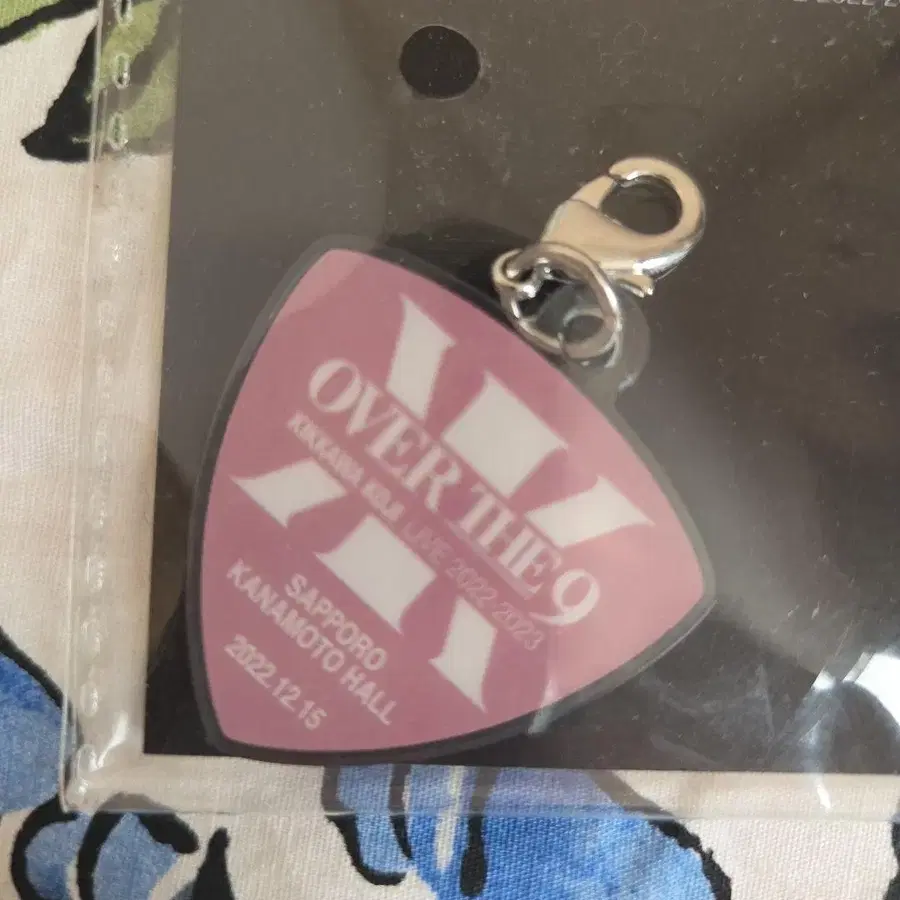 OVER THE 9
KIKKAWA KOJI LIVE 2022-2023
SAPPORO
KANAMOTO HALL
2022.12.15